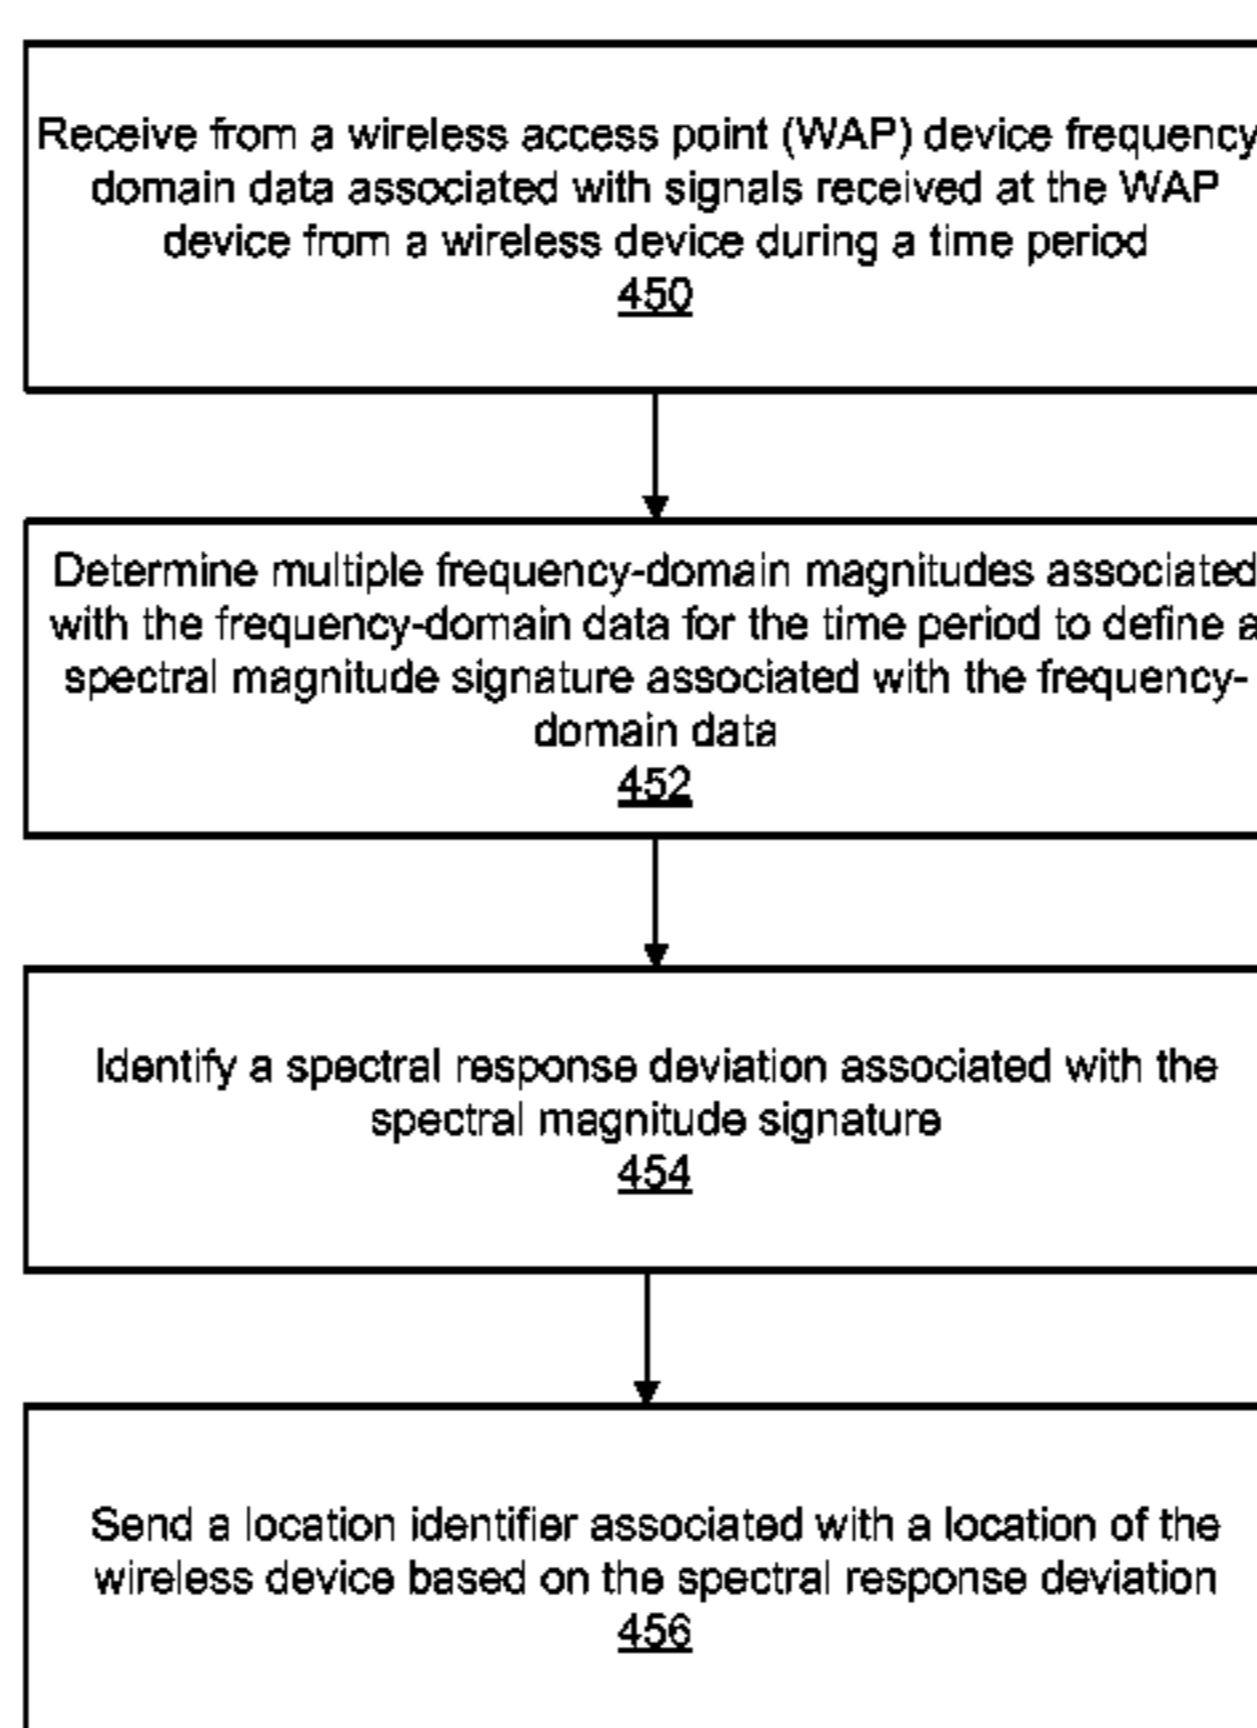 Receive from a wireless access point (WAP) device frequency
domain data associated with signals received at the WAP
device from a wireless device during a time period
450
Determine multiple frequency-domain magnitudes associated
with the frequency-domain data for the time period to define a
spectral magnitude signature associated with the frequency-
domain data
452
Identify a spectral response deviation associated with the
spectral magnitude signature
454
Send a location identifier associated with a location of the
wireless device based on the spectral response deviation
456